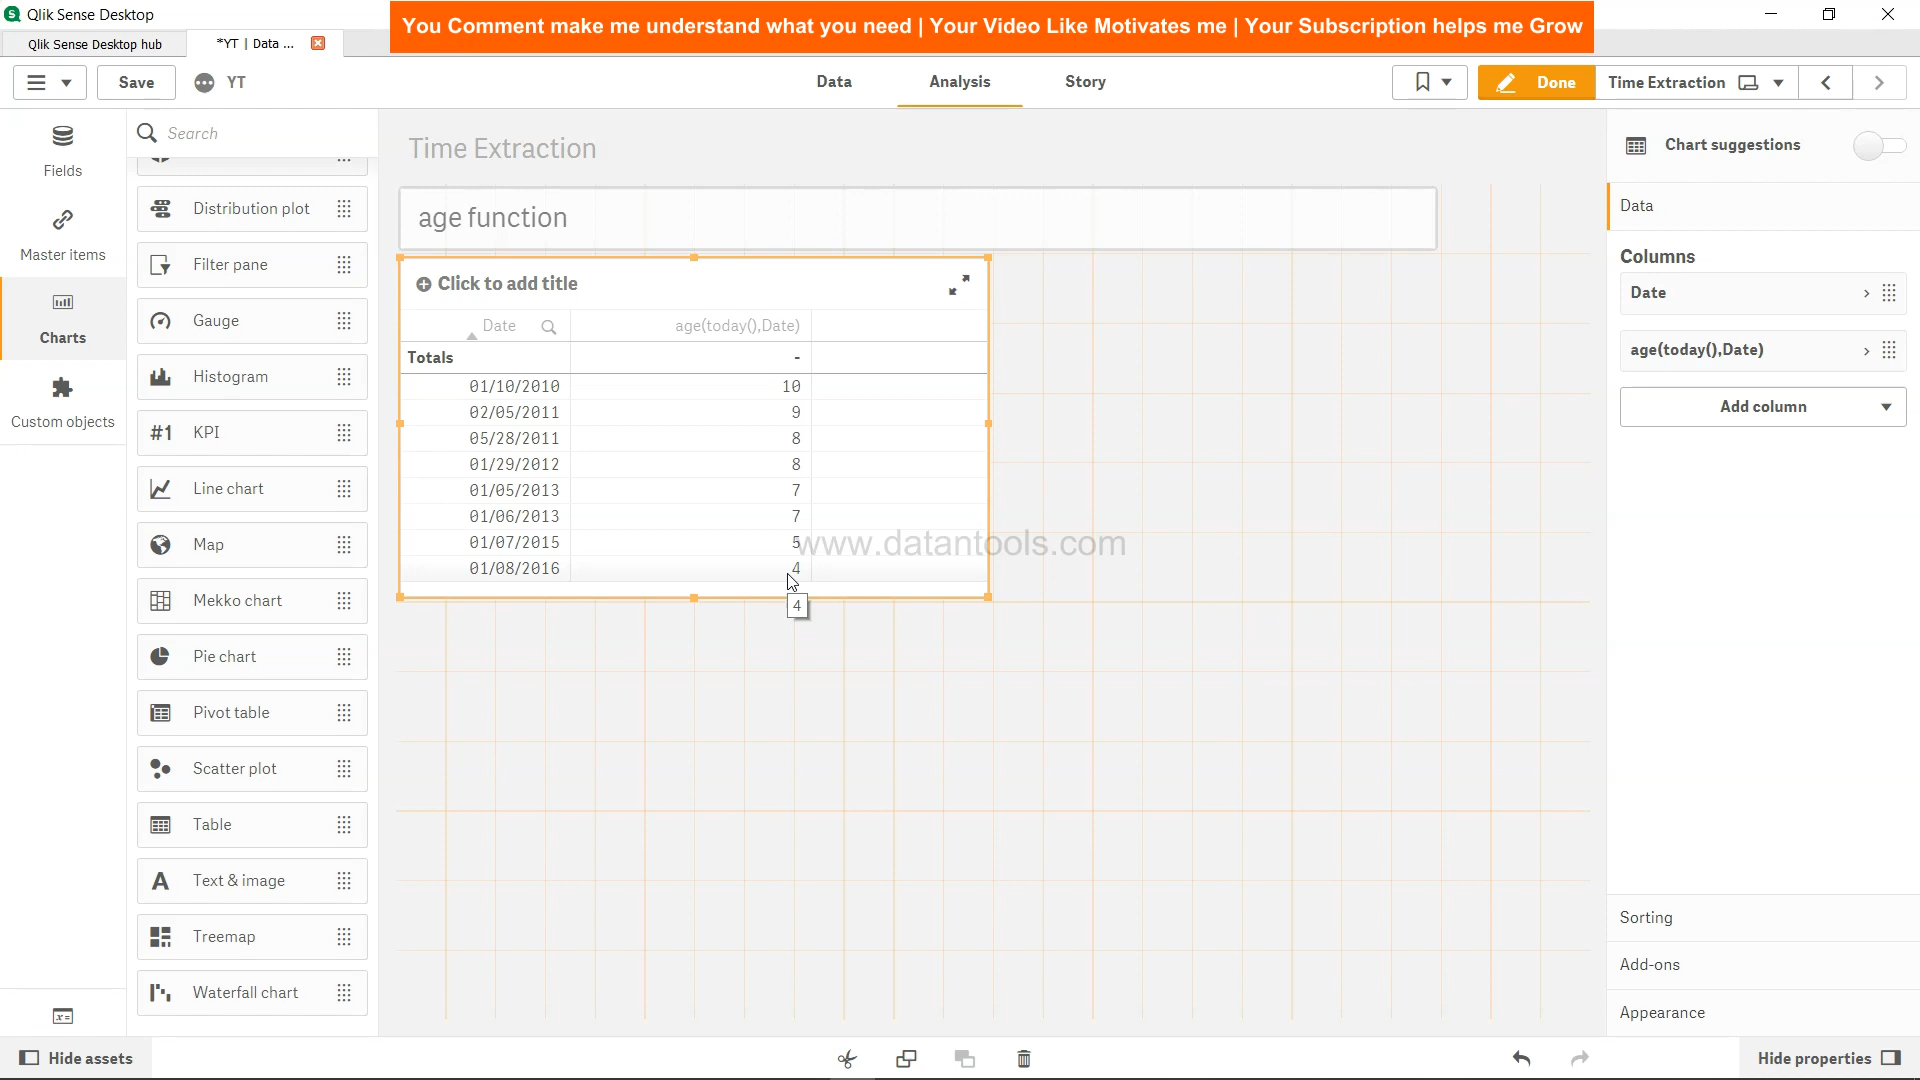 Qlik Sense Desktop
You Comment make me understand what you need | Your Video Like Motivates me | Your Subscription helps me Grow
Qlik Sense Desktop hub
*YT | Data ...
Save
YT
Data
Analysis
Story
Done
Time Extraction
Fields
Master items
Charts
Custom objects
Search
Distribution plot
Filter pane
Gauge
Histogram
#1 KPI
Line chart
Map
Mekko chart
Pie chart
Pivot table
Scatter plot
Table
A Text & image
Treemap
Waterfall chart
Time Extraction
age function
Click to add title
Date age(today(),Date)
Totals -
01/10/2010 10
02/05/2011 9
05/28/2011 8
01/29/2012 8
01/05/2013 7
01/06/2013 7
01/07/2015 5
01/08/2016 4
4
www.datantools.com
Chart suggestions
Data
Columns
Date
age(today(),Date)
Add column
Sorting
Add-ons
Appearance
Hide assets
Hide properties